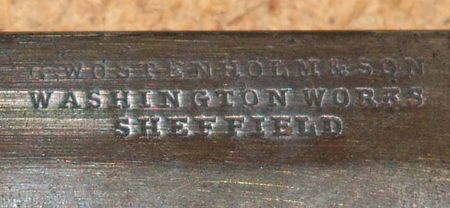 G. WOSTENHOLM & SON
WASHINGTON WORKS
SHEFFIELD